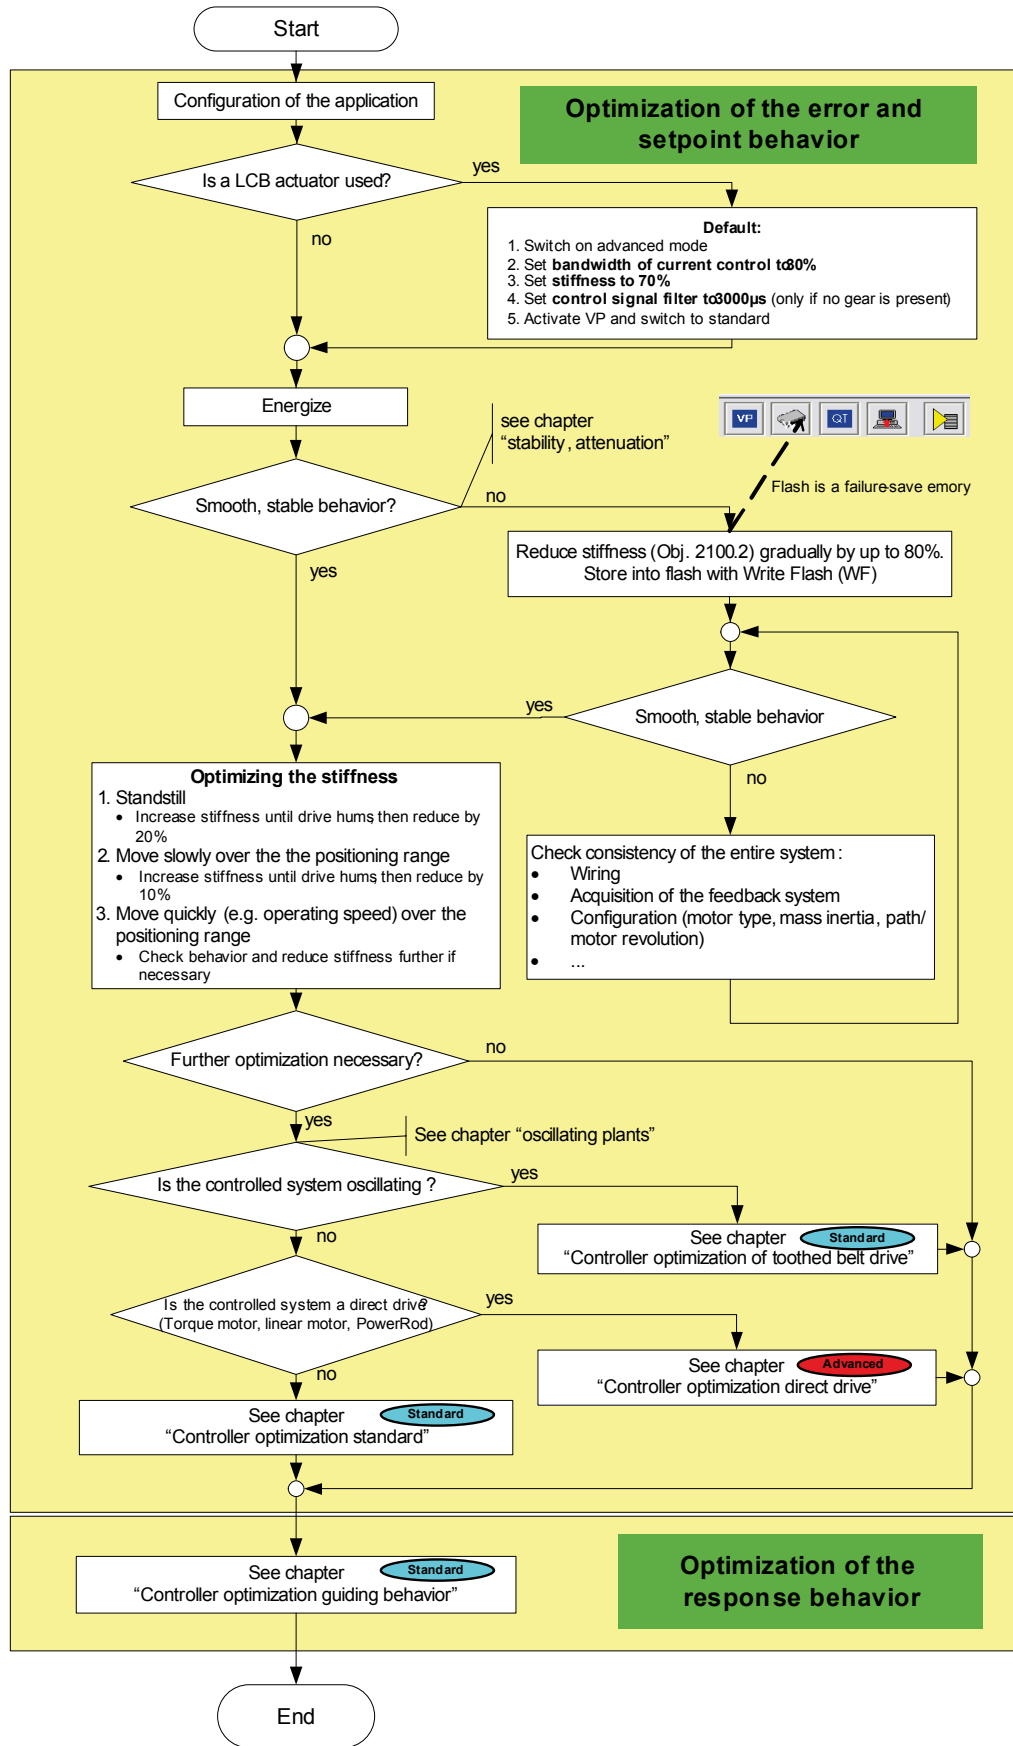 Start
Configuration of the application
Optimization of the error and
setpoint behavior
Is a LCB actuator used?
yes
no
Default:
1. Switch on advanced mode
2. Set bandwidth of current control to80%
3. Set stiffness to 70%
4. Set control signal filter to3000µs (only if no gear is present)
5. Activate VP and switch to standard
Energize
see chapter
“stability, attenuation”
VP
QT
Flash is a failure-save emory
Smooth, stable behavior?
no
yes
Reduce stiffness (Obj. 2100.2) gradually by up to 80%.
Store into flash with Write Flash (WF)
Smooth, stable behavior
yes
no
Optimizing the stiffness
1. Standstill
• Increase stiffness until drive hums, then reduce by
20%
2. Move slowly over the the positioning range
• Increase stiffness until drive hums, then reduce by
10%
3. Move quickly (e.g. operating speed) over the
positioning range
• Check behavior and reduce stiffness further if
necessary
Check consistency of the entire system :
• Wiring
• Acquisition of the feedback system
• Configuration (motor type, mass inertia, path/
motor revolution)
• ...
Further optimization necessary?
no
yes
See chapter “oscillating plants”
Is the controlled system oscillating ?
yes
no
See chapter Standard
“Controller optimization of toothed belt drive”
Is the controlled system a direct drive?
(Torque motor, linear motor, PowerRod)
yes
no
See chapter Advanced
“Controller optimization direct drive”
See chapter Standard
“Controller optimization standard”
See chapter Standard
“Controller optimization guiding behavior”
Optimization of the
response behavior
End